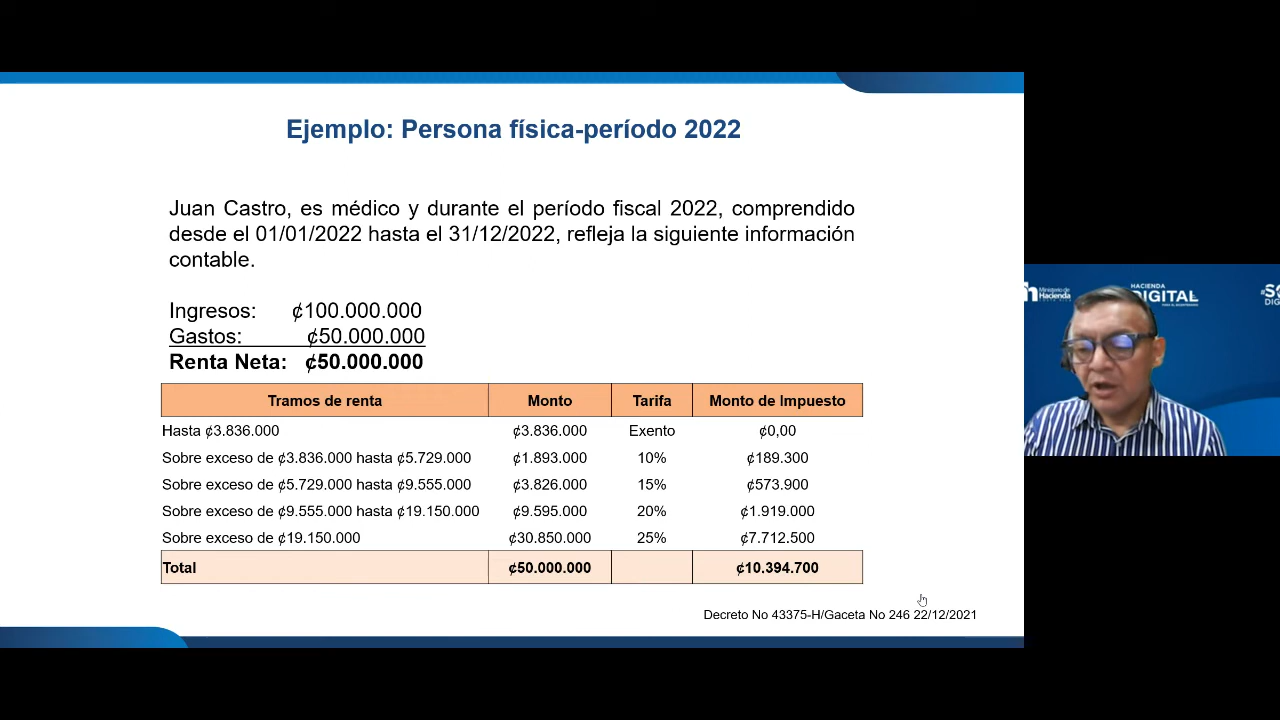 Ejemplo: Persona física-período 2022
Juan Castro, es médico y durante el período fiscal 2022, comprendido
desde el 01/01/2022 hasta el 31/12/2022, refleja la siguiente información
contable.
Ingresos: ¢100.000.000
Gastos: ¢50.000.000
Renta Neta: ¢50.000.000
Tramos de renta Monto Tarifa Monto de Impuesto
Hasta ¢3.836.000 ¢3.836.000 Exento ¢0,00
Sobre exceso de ¢3.836.000 hasta ¢5.729.000 ¢1.893.000 10% ¢189.300
Sobre exceso de ¢5.729.000 hasta ¢9.555.000 ¢3.826.000 15% ¢573.900
Sobre exceso de ¢9.555.000 hasta ¢19.150.000 ¢9.595.000 20% ¢1.919.000
Sobre exceso de ¢19.150.000 ¢30.850.000 25% ¢7.712.500
Total ¢50.000.000 ¢10.394.700
Decreto No 43375-H/Gaceta No 246 22/12/2021
Ministerio de
Hacienda
HACIENDA
DIGITAL